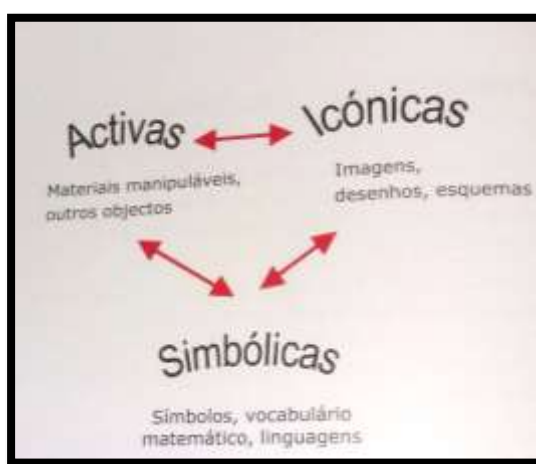 Activas
Icónicas
Materiais manipuláveis,
outros objectos
Imagens,
desenhos, esquemas
Simbólicas
Símbolos, vocabulário
matemático, linguagens